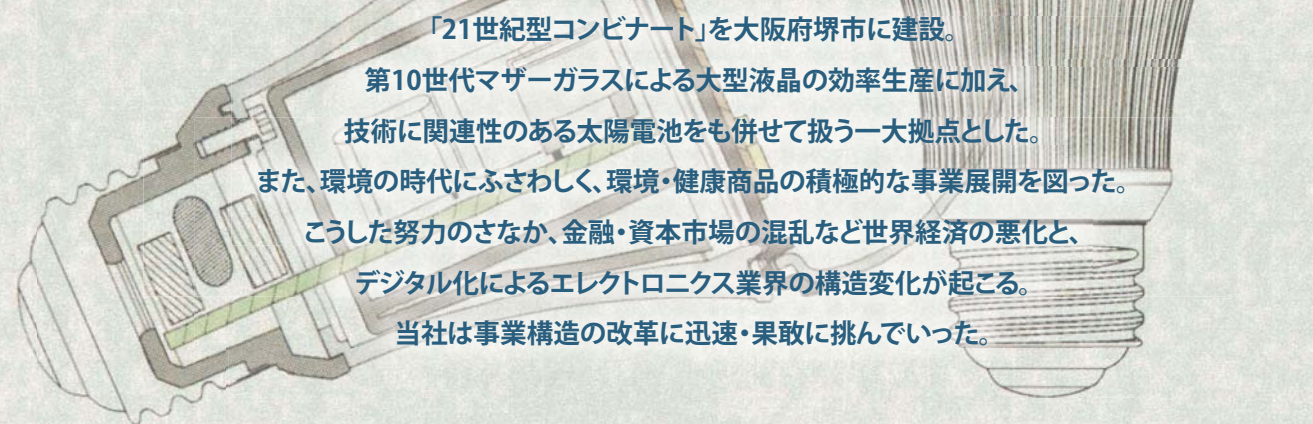 「21世紀型コンビナート」を大阪府堺市に建設。
第10世代マザーガラスによる大型液晶の効率生産に加え、
技術に関連性のある太陽電池をも併せて扱う一大拠点とした。
また、環境の時代にふさわしく、環境・健康商品の積極的な事業展開を図った。
こうした努力のさなか、金融・資本市場の混乱など世界経済の悪化と、
デジタル化によるエレクトロニクス業界の構造変化が起こる。
当社は事業構造の改革に迅速・果敢に挑んでいった。